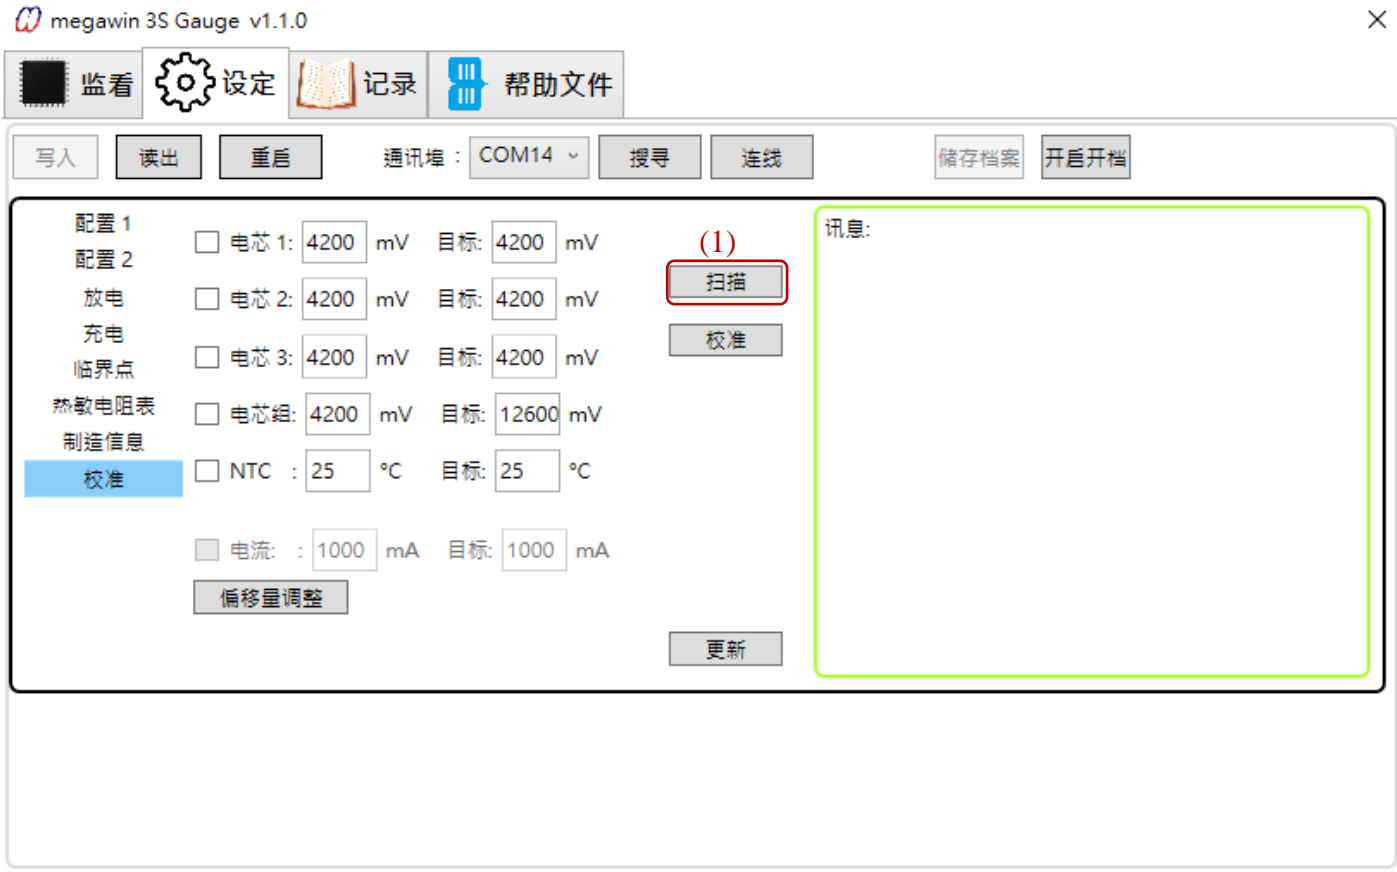 megawin 3S Gauge v1.1.0
监看 设定 记录 帮助文件
写入 读出 重启 通讯埠： COM14 搜寻 连线 储存档案 开启开档
配置 1
配置 2
放电
充电
临界点
热敏电阻表
制造信息
校准
电芯 1: 4200 mV 目标: 4200 mV
电芯 2: 4200 mV 目标: 4200 mV
电芯 3: 4200 mV 目标: 4200 mV
电芯组: 4200 mV 目标: 12600 mV
NTC : 25 °C 目标: 25 °C
电流: : 1000 mA 目标: 1000 mA
偏移量调整
(1)
扫描
校准
更新
讯息: